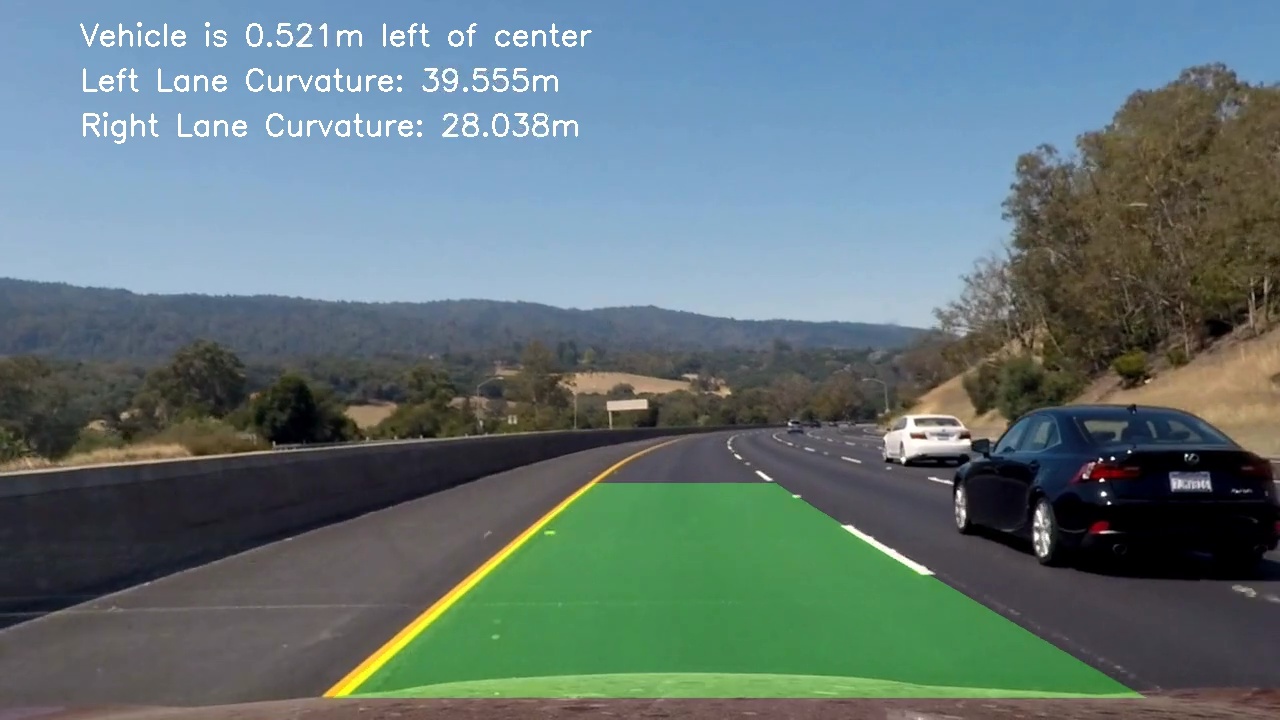 Vehicle is 0.521m left of center
Left Lane Curvature: 39.555m
Right Lane Curvature: 28.038m